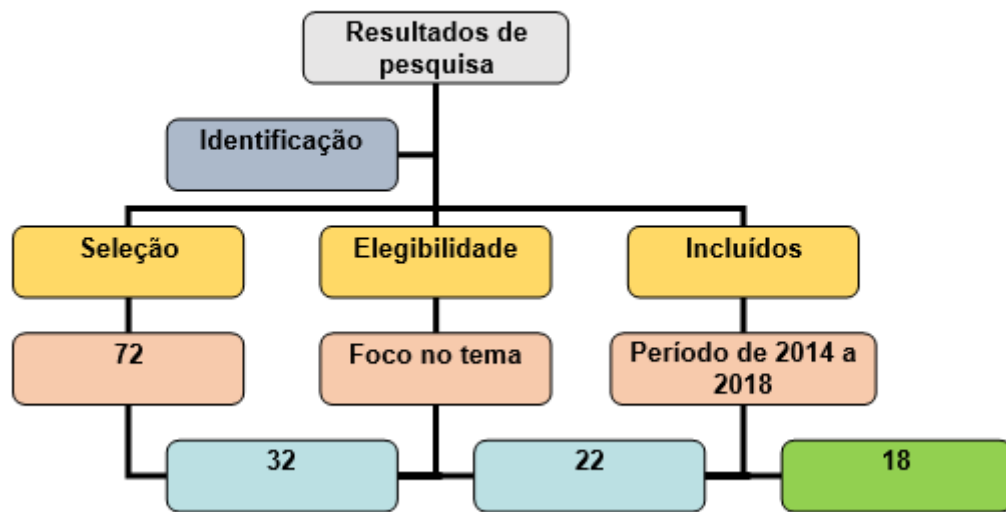 Resultados de
pesquisa
Identificação
Seleção
Elegibilidade
Incluídos
72
Foco no tema
Período de 2014 a
2018
32
22
18